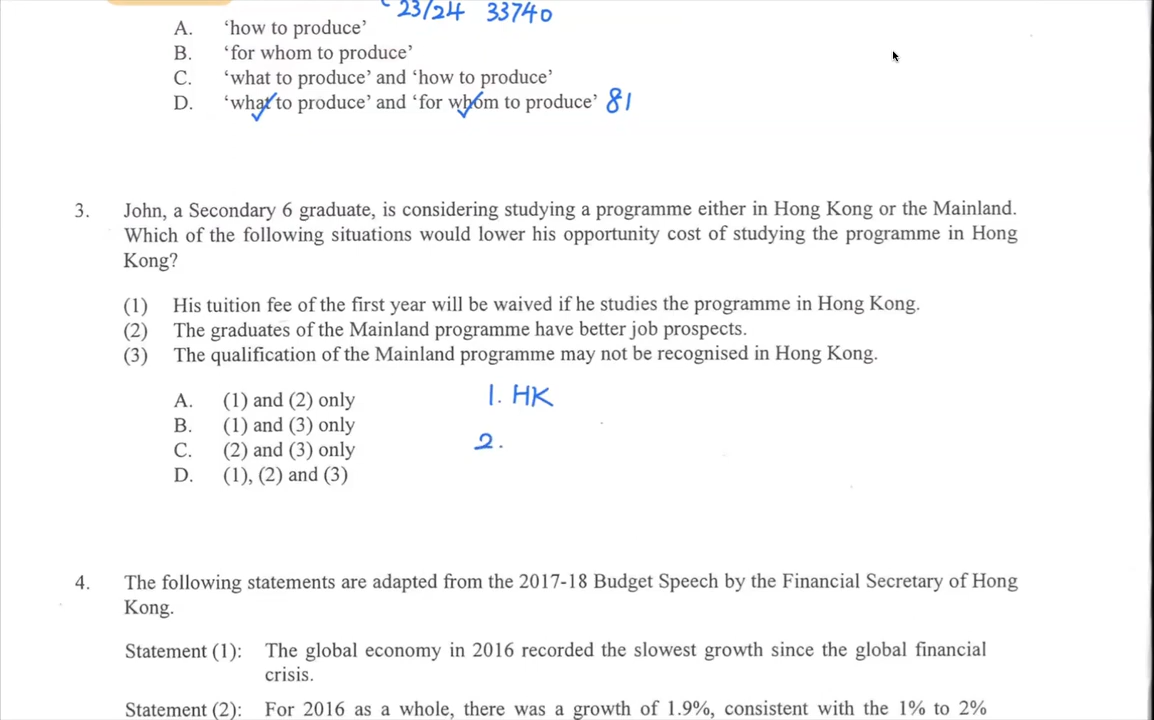 23/24 33740
A. ‘how to produce’
B. ‘for whom to produce’
C. ‘what to produce’ and ‘how to produce’
D. ‘what to produce’ and ‘for whom to produce’ 81
3. John, a Secondary 6 graduate, is considering studying a programme either in Hong Kong or the Mainland.
Which of the following situations would lower his opportunity cost of studying the programme in Hong
Kong?
(1) His tuition fee of the first year will be waived if he studies the programme in Hong Kong.
(2) The graduates of the Mainland programme have better job prospects.
(3) The qualification of the Mainland programme may not be recognised in Hong Kong.
A. (1) and (2) only 1. HK
B. (1) and (3) only
C. (2) and (3) only 2.
D. (1), (2) and (3)
4. The following statements are adapted from the 2017-18 Budget Speech by the Financial Secretary of Hong
Kong.
Statement (1): The global economy in 2016 recorded the slowest growth since the global financial
crisis.
Statement (2): For 2016 as a whole, there was a growth of 1.9%, consistent with the 1% to 2%